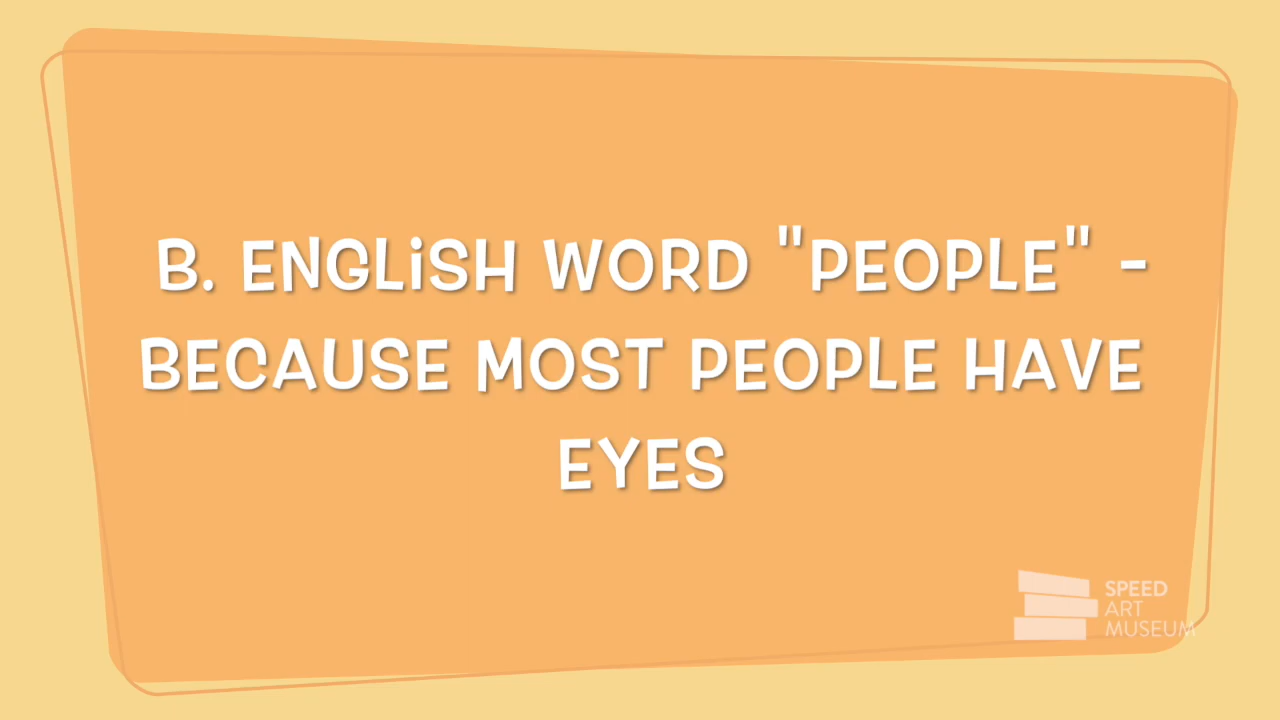 B. ENGLISH WORD "PEOPLE" -
BECAUSE MOST PEOPLE HAVE
EYES
SPEED
ART
MUSEUM